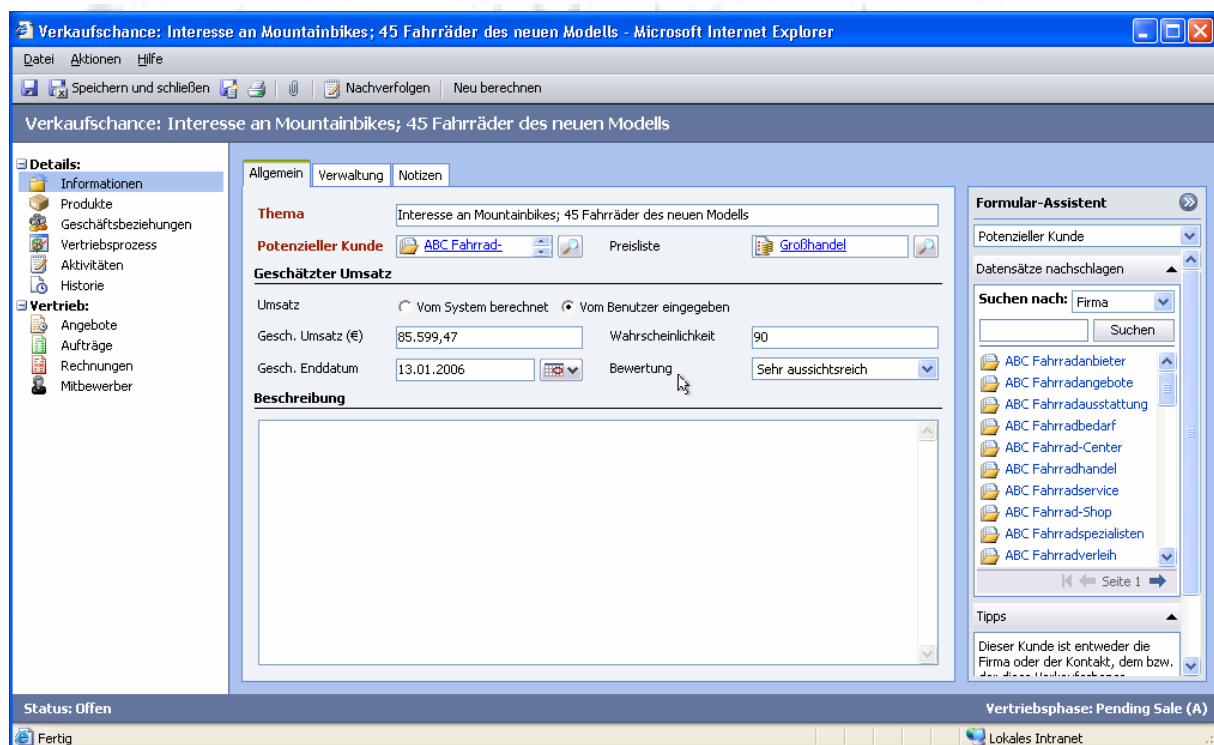 Verkaufschance: Interesse an Mountainbikes; 45 Fahrräder des neuen Modells - Microsoft Internet Explorer
Datei Aktionen Hilfe
Speichern und schließen Nachverfolgen Neu berechnen
Verkaufschance: Interesse an Mountainbikes; 45 Fahrräder des neuen Modells
Details:
Informationen
Produkte
Geschäftsbeziehungen
Vertriebsprozess
Aktivitäten
Historie
Vertrieb:
Angebote
Aufträge
Rechnungen
Mitbewerber
Allgemein Verwaltung Notizen
Thema Interesse an Mountainbikes; 45 Fahrräder des neuen Modells
Potenzieller Kunde ABC Fahrrad- Preisliste Großhandel
Geschätzter Umsatz
Umsatz Vom System berechnet Vom Benutzer eingegeben
Gesch. Umsatz (€) 85.599,47 Wahrscheinlichkeit 90
Gesch. Enddatum 13.01.2006 Bewertung Sehr aussichtsreich
Beschreibung
Formular-Assistent
Potenzieller Kunde
Datensätze nachschlagen
Suchen nach: Firma
Suchen
ABC Fahrradanbieter
ABC Fahrradangebote
ABC Fahrradausstattung
ABC Fahrradbedarf
ABC Fahrrad-Center
ABC Fahrradhandel
ABC Fahrradservice
ABC Fahrrad-Shop
ABC Fahrradspezialisten
ABC Fahrradverleih
Seite 1
Tipps
Dieser Kunde ist entweder die
Firma oder der Kontakt, dem bzw.
Status: Offen Vertriebsphase: Pending Sale (A)
Fertig Lokales Intranet